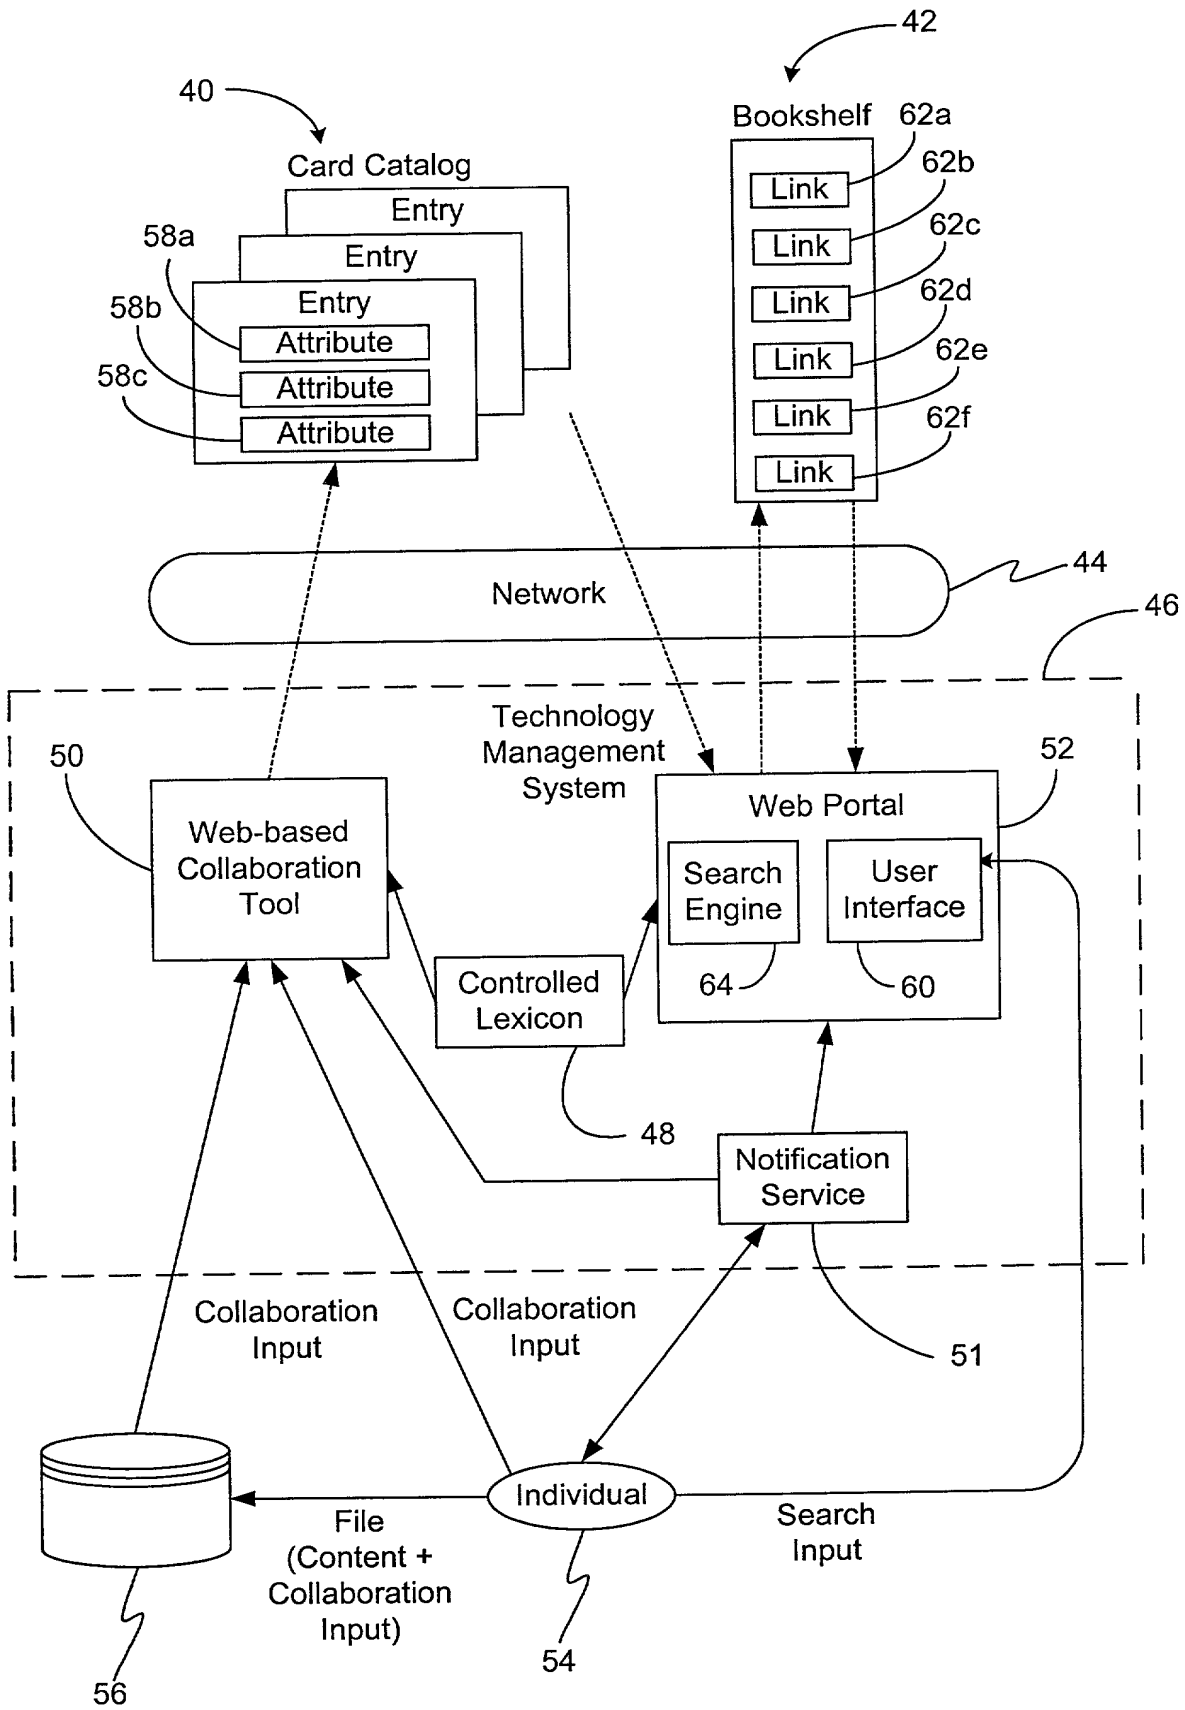 42
40
Bookshelf
62a
Card Catalog
Link
62b
Entry
58a
Link
62c
Entry
58b
Entry
Link
62d
Attribute
58c
Link
62e
Attribute
Link
62f
Attribute
Link
44
Network
46
Technology
Management
System
50
52
Web Portal
Web-based
Collaboration
Tool
Search
Engine
User
Interface
64
60
Controlled
Lexicon
48
Notification
Service
Collaboration
Input
Collaboration
Input
51
Individual
File
(Content +
Collaboration
Input)
Search
Input
54
56